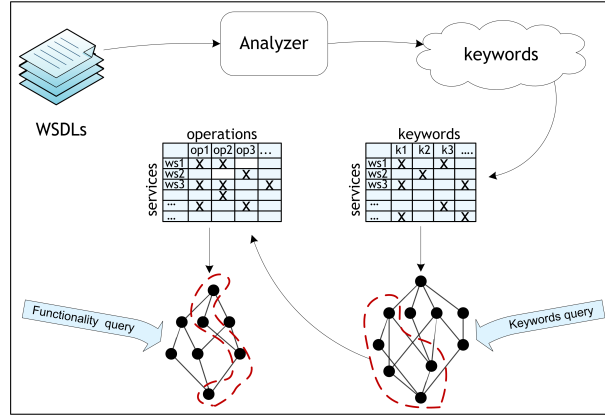 Analyzer
keywords
WSDLs
operations
op1 op2 op3 ...
services
ws1 X X
ws2 X
ws3 X X X
X
... X X
...
keywords
k1 k2 k3 ....
services
ws1 X X
ws2 X
ws3 X X
... X
... X X
Functionality query
Keywords query